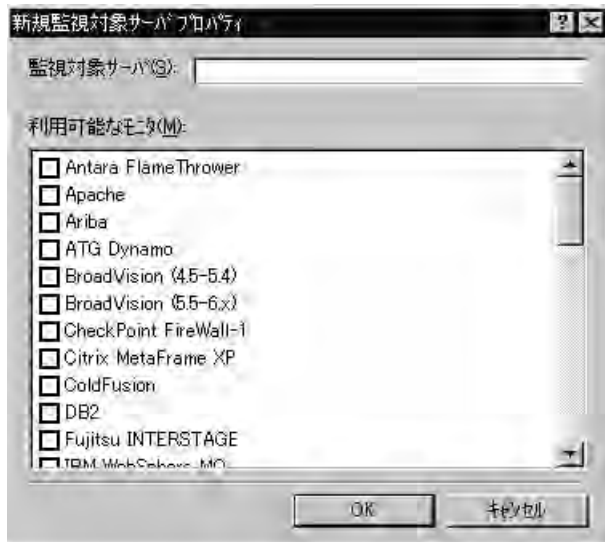 新規監視対象サーバ プロパティ
監視対象サーバ(S):
利用可能なモニタ(M):
Antara FlameThrower
Apache
Ariba
ATG Dynamo
BroadVision (4.5-5.4)
BroadVision (5.5-6.x)
CheckPoint FireWall-1
Citrix MetaFrame XP
ColdFusion
DB2
Fujitsu INTERSTAGE
IBM WebSphere MQ
OK
キャンセル